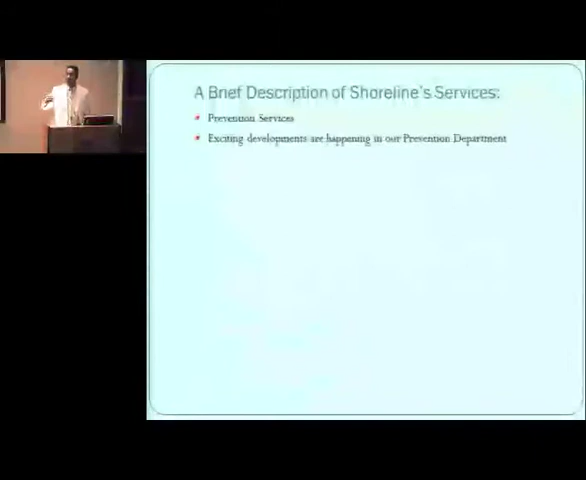 A Brief Description of Shoreline's Services:
Prevention Services
Exciting developments are happening in our Prevention Department